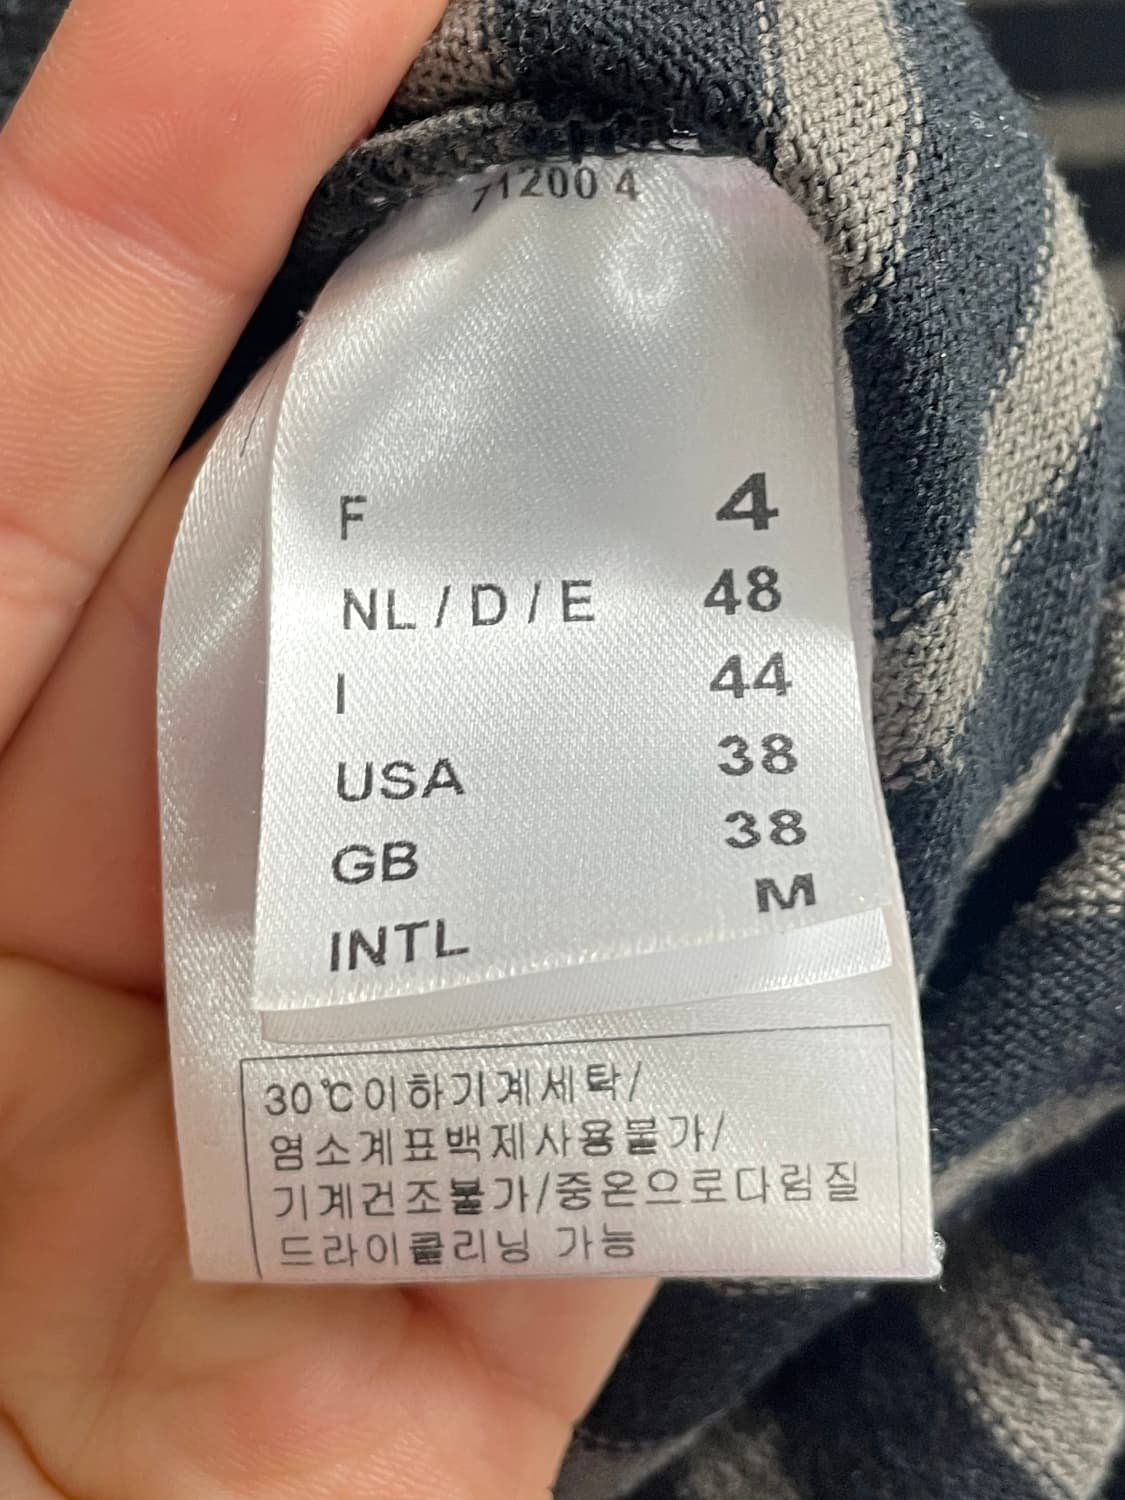 71200 4
F 4
NL / D / E 48
I 44
USA 38
GB 38
INTL M
30℃이하기계세탁/
염소계표백제사용불가/
기계건조불가/중온으로다림질
드라이클리닝 가능